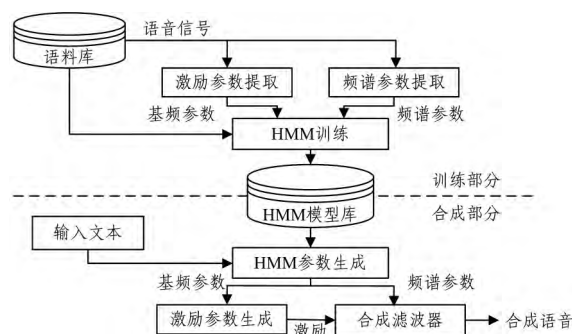 语音信号
语料库
激励参数提取
频谱参数提取
基频参数
频谱参数
HMM训练
训练部分
HMM模型库
合成部分
输入文本
HMM参数生成
基频参数
频谱参数
激励参数生成
激励
合成滤波器
合成语音